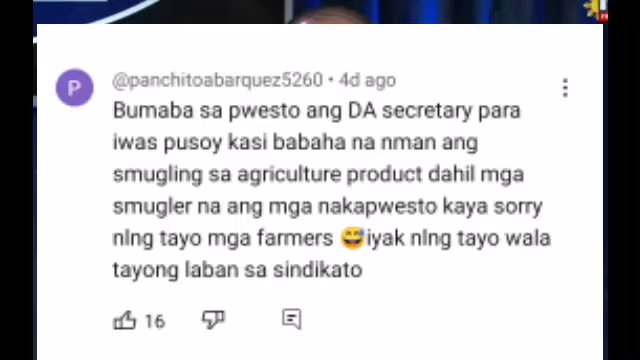 P
@panchitoabarquez5260 • 4d ago
Bumaba sa pwesto ang DA secretary para
iwas pusoy kasi babaha na nman ang
smugling sa agriculture product dahil mga
smugler na ang mga nakapwesto kaya sorry
nlng tayo mga farmers 😅iyak nlng tayo wala
tayong laban sa sindikato
16